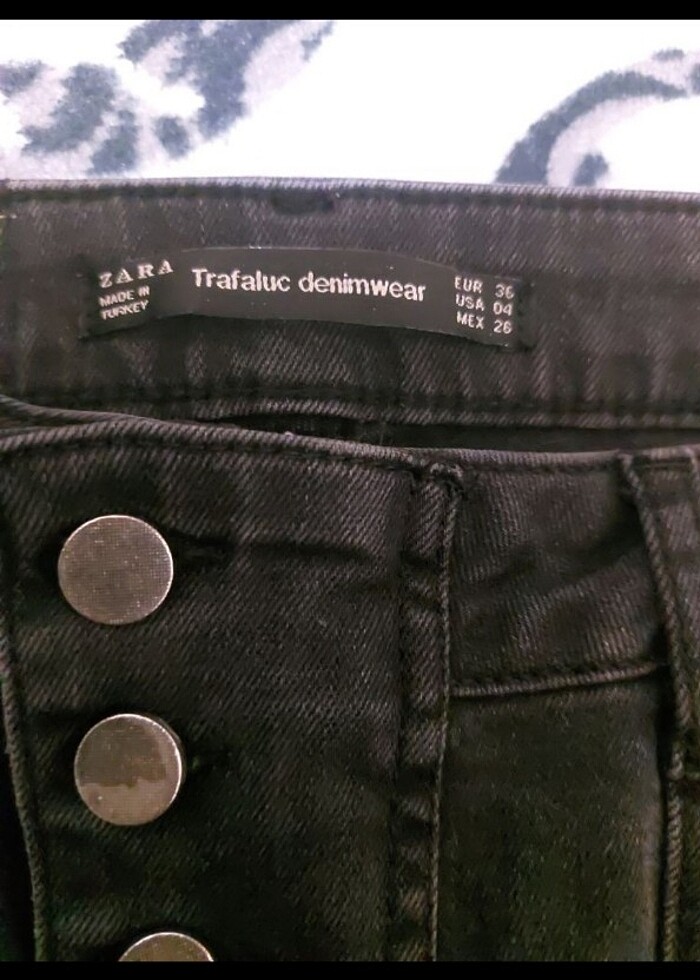 ZARA
MADE IN
TURKEY
Trafaluc denimwear
EUR 36
USA 04
MEX 26